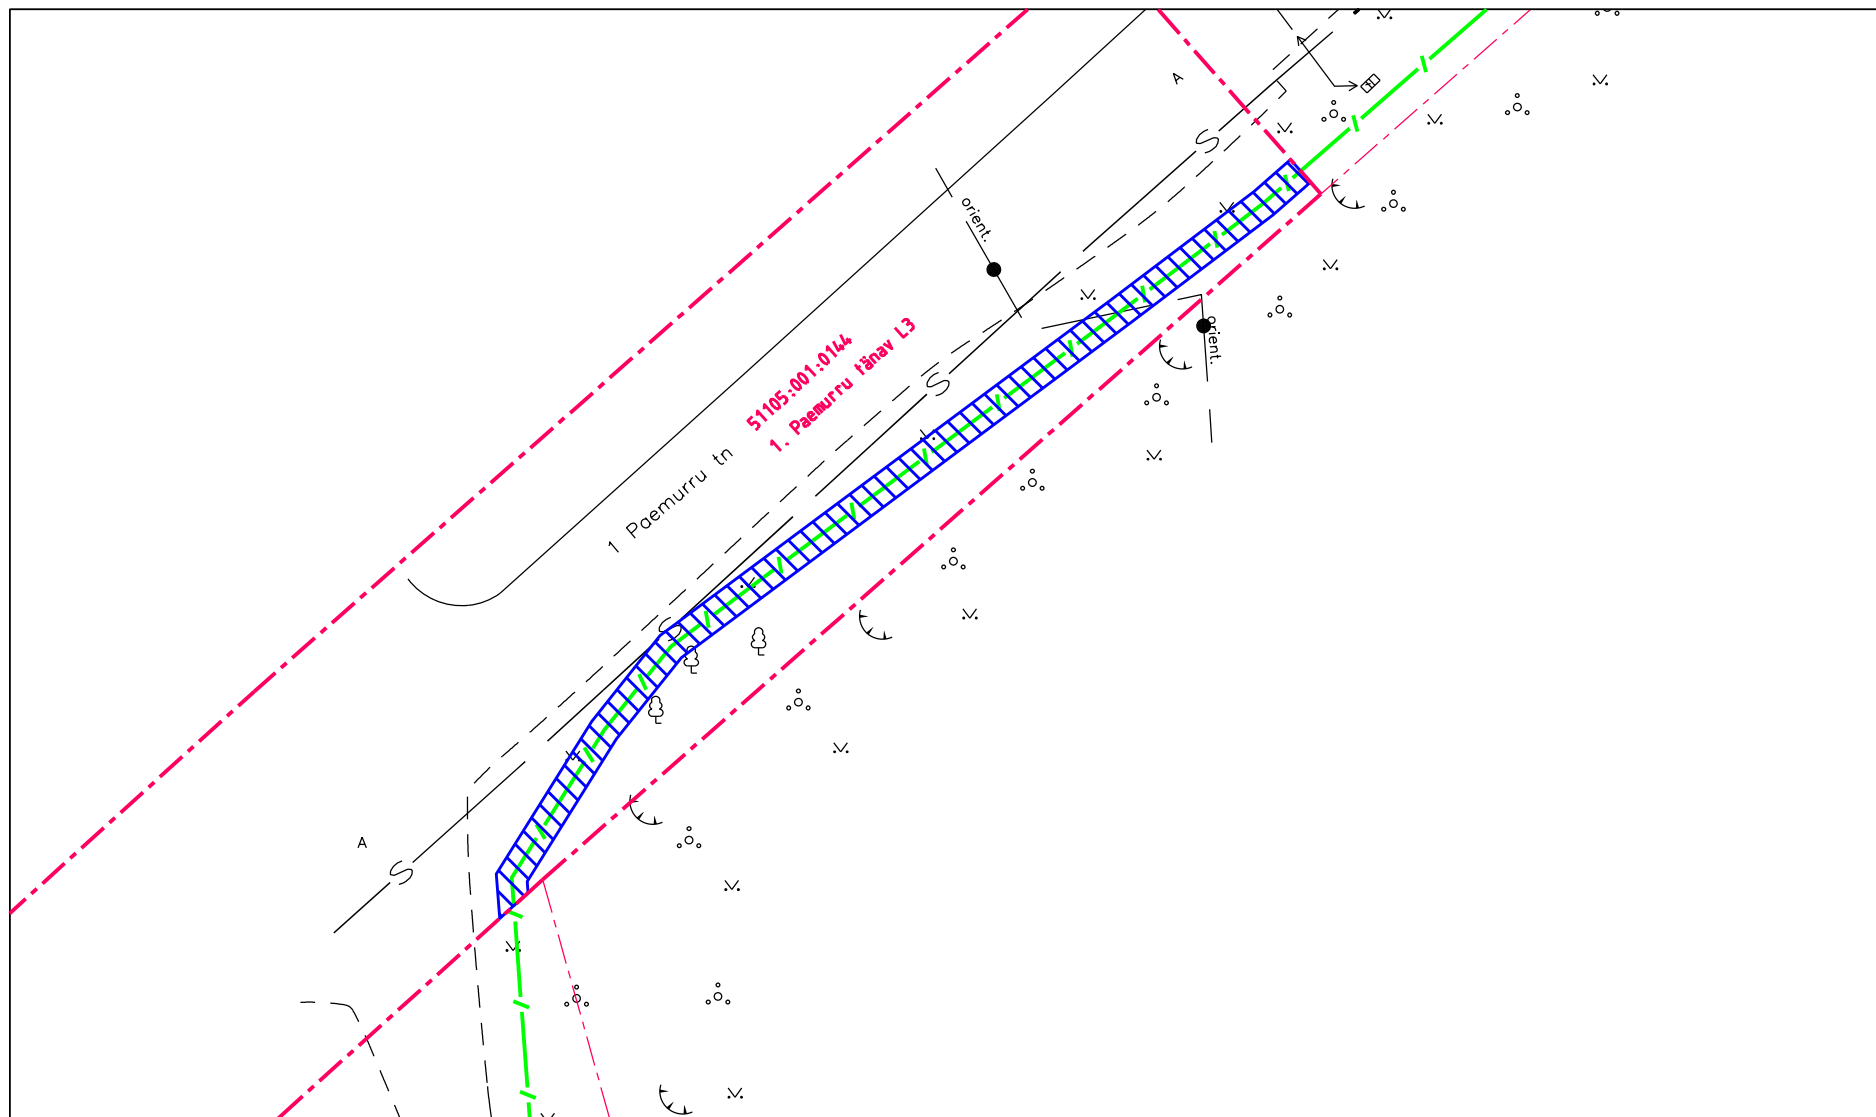 A
orient.
orient.
51105:001:0144
1. Paemurru tänav L3
1 Paemurru tn
S
S
S
A
S